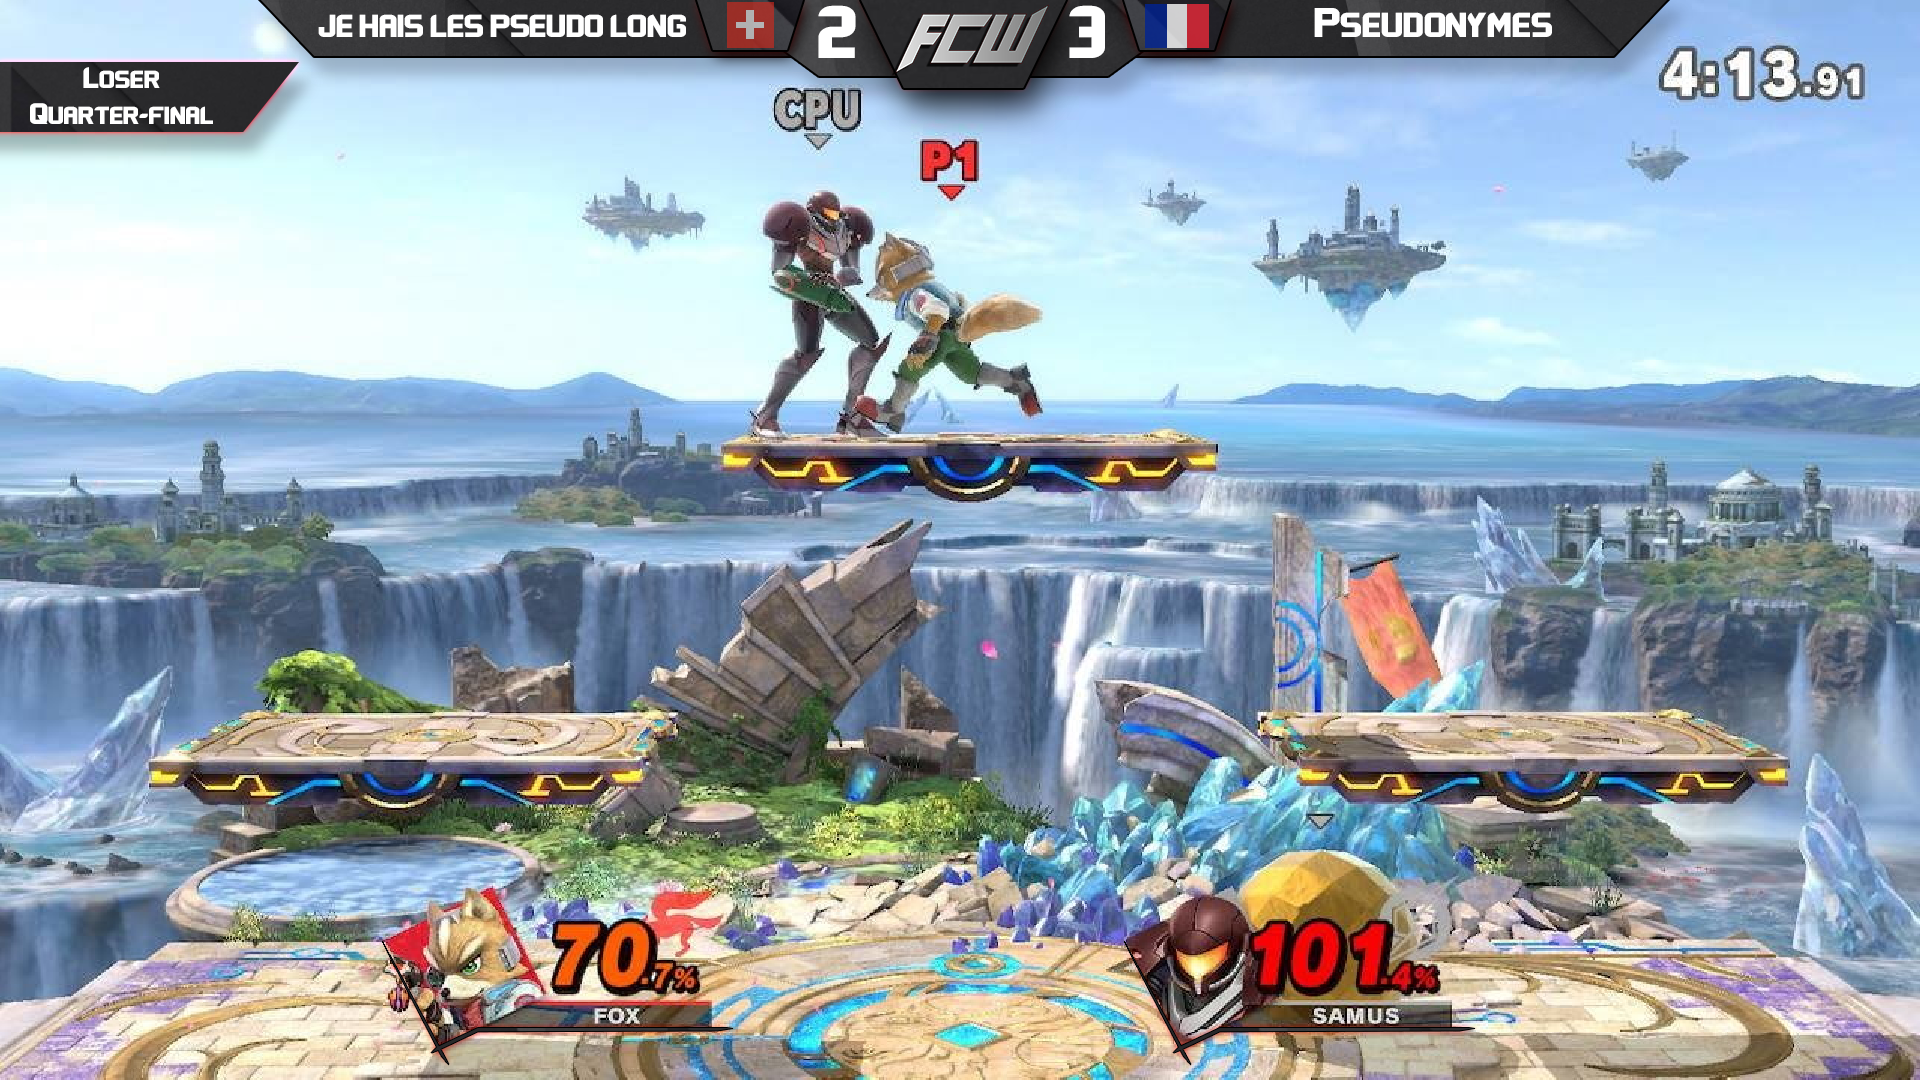 JE HAIS LES PSEUDO LONG
2
FCW
3
PSEUDONYMES
LOSER
QUARTER-FINAL
4:13.91
CPU
P1
70.7%
FOX
101.4%
SAMUS